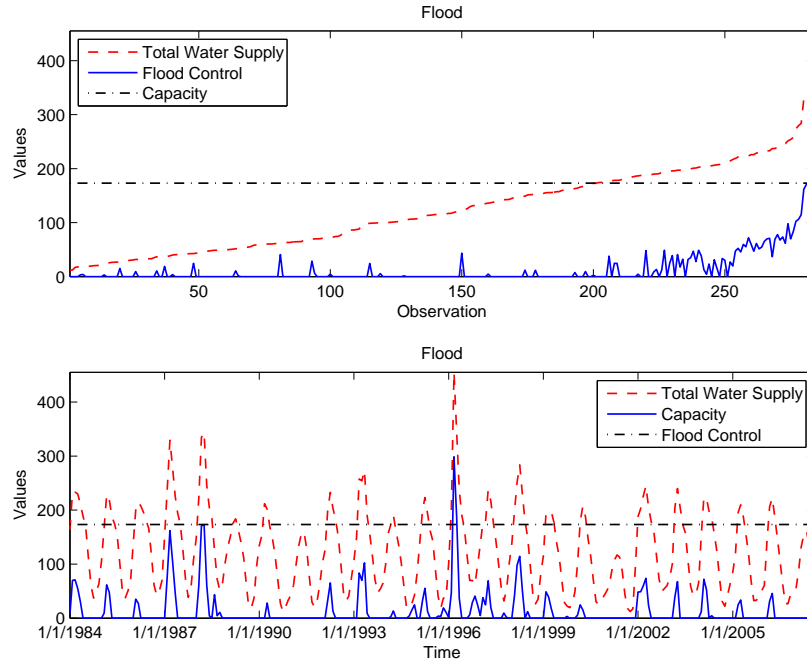 Flood
400
300
200
100
0
Values
Total Water Supply
Flood Control
Capacity
50
100
150
200
250
Observation
Flood
400
300
200
100
0
Values
Total Water Supply
Capacity
Flood Control
1/1/1984
1/1/1987
1/1/1990
1/1/1993
1/1/1996
1/1/1999
1/1/2002
1/1/2005
Time